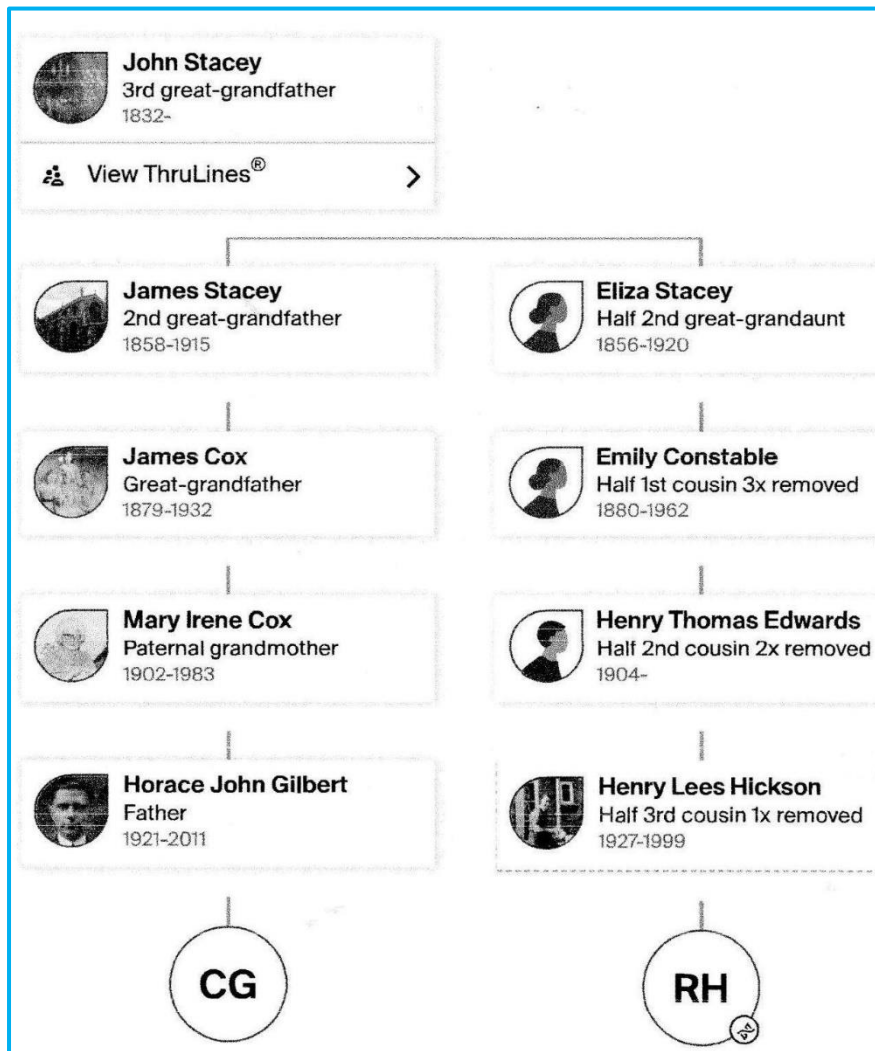 John Stacey
3rd great-grandfather
1832-
View ThruLines®
James Stacey
2nd great-grandfather
1858-1915
Eliza Stacey
Half 2nd great-grandaunt
1856-1920
James Cox
Great-grandfather
1879-1932
Emily Constable
Half 1st cousin 3x removed
1880-1962
Mary Irene Cox
Paternal grandmother
1902-1983
Henry Thomas Edwards
Half 2nd cousin 2x removed
1904-
Horace John Gilbert
Father
1921-2011
Henry Lees Hickson
Half 3rd cousin 1x removed
1927-1999
CG
RH